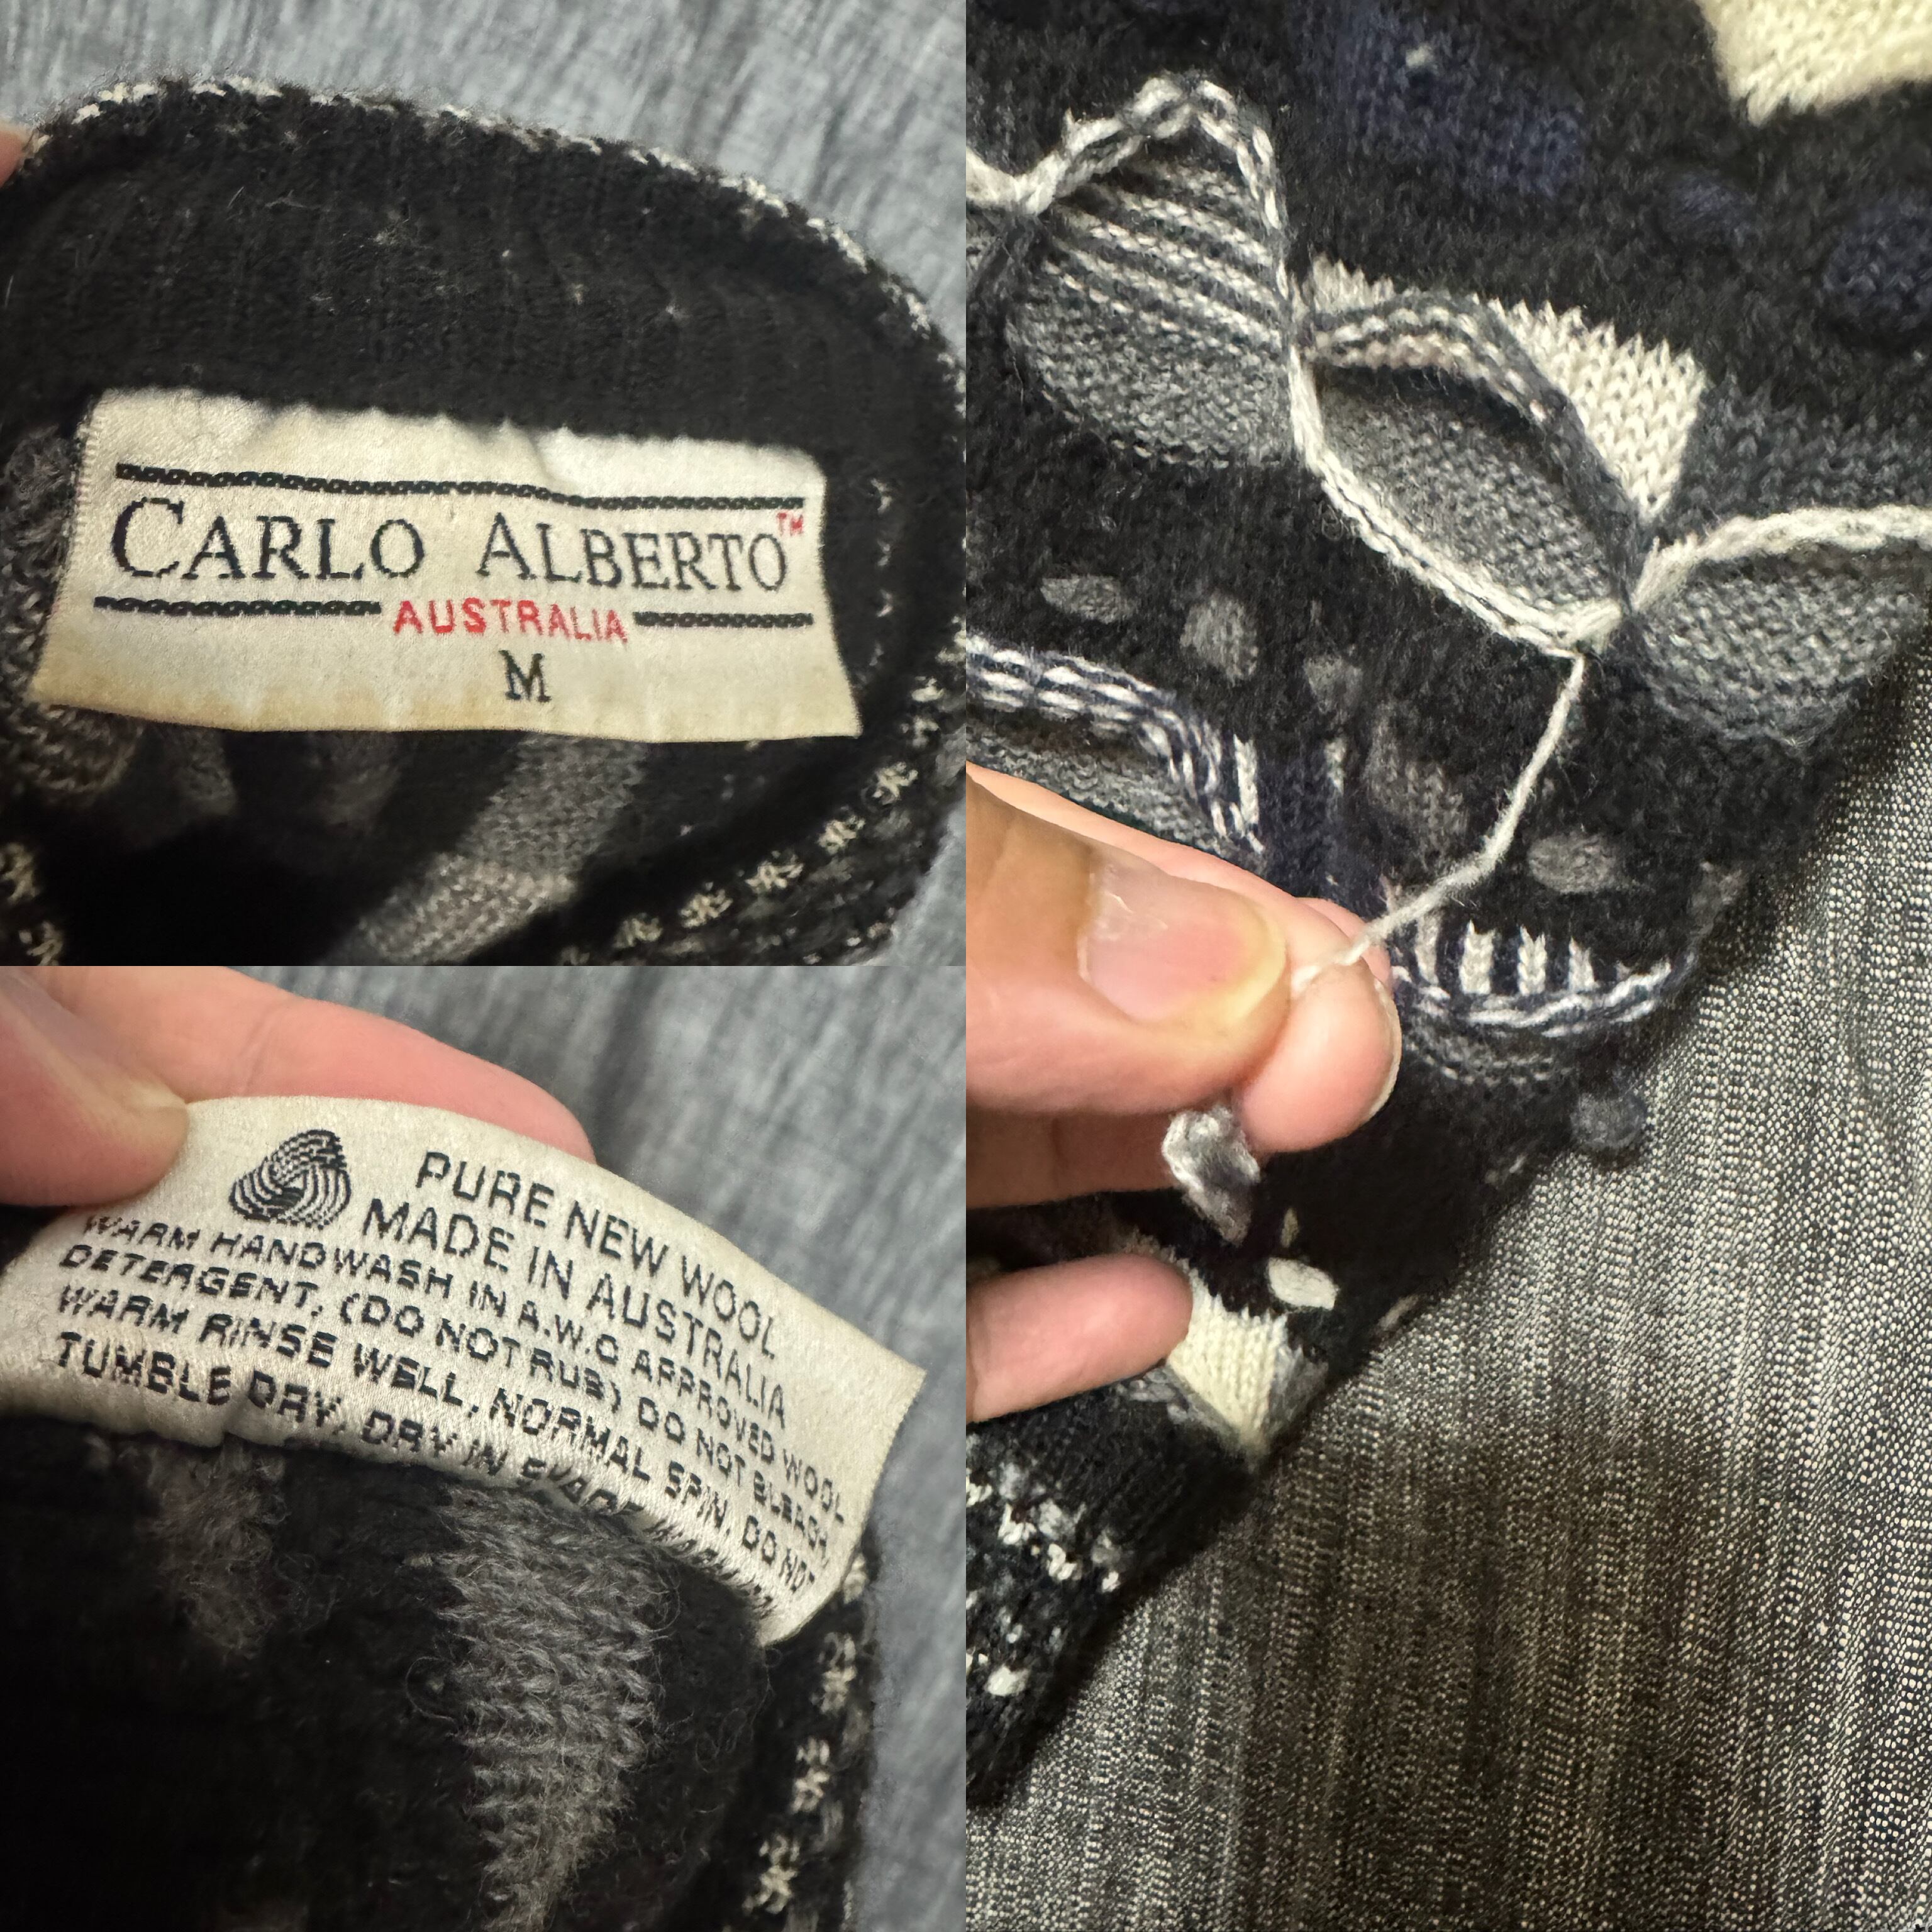 CARLO ALBERTO™
AUSTRALIA
M
PURE NEW WOOL
MADE IN AUSTRALIA
WARM HANDWASH IN A.W.C APPROVED WOOL
DETERGENT, (DO NOT RUB) DO NOT BLEACH,
WARM RINSE WELL, NORMAL SPIN, DO NOT
TUMBLE DRY, DRY IN SHADE